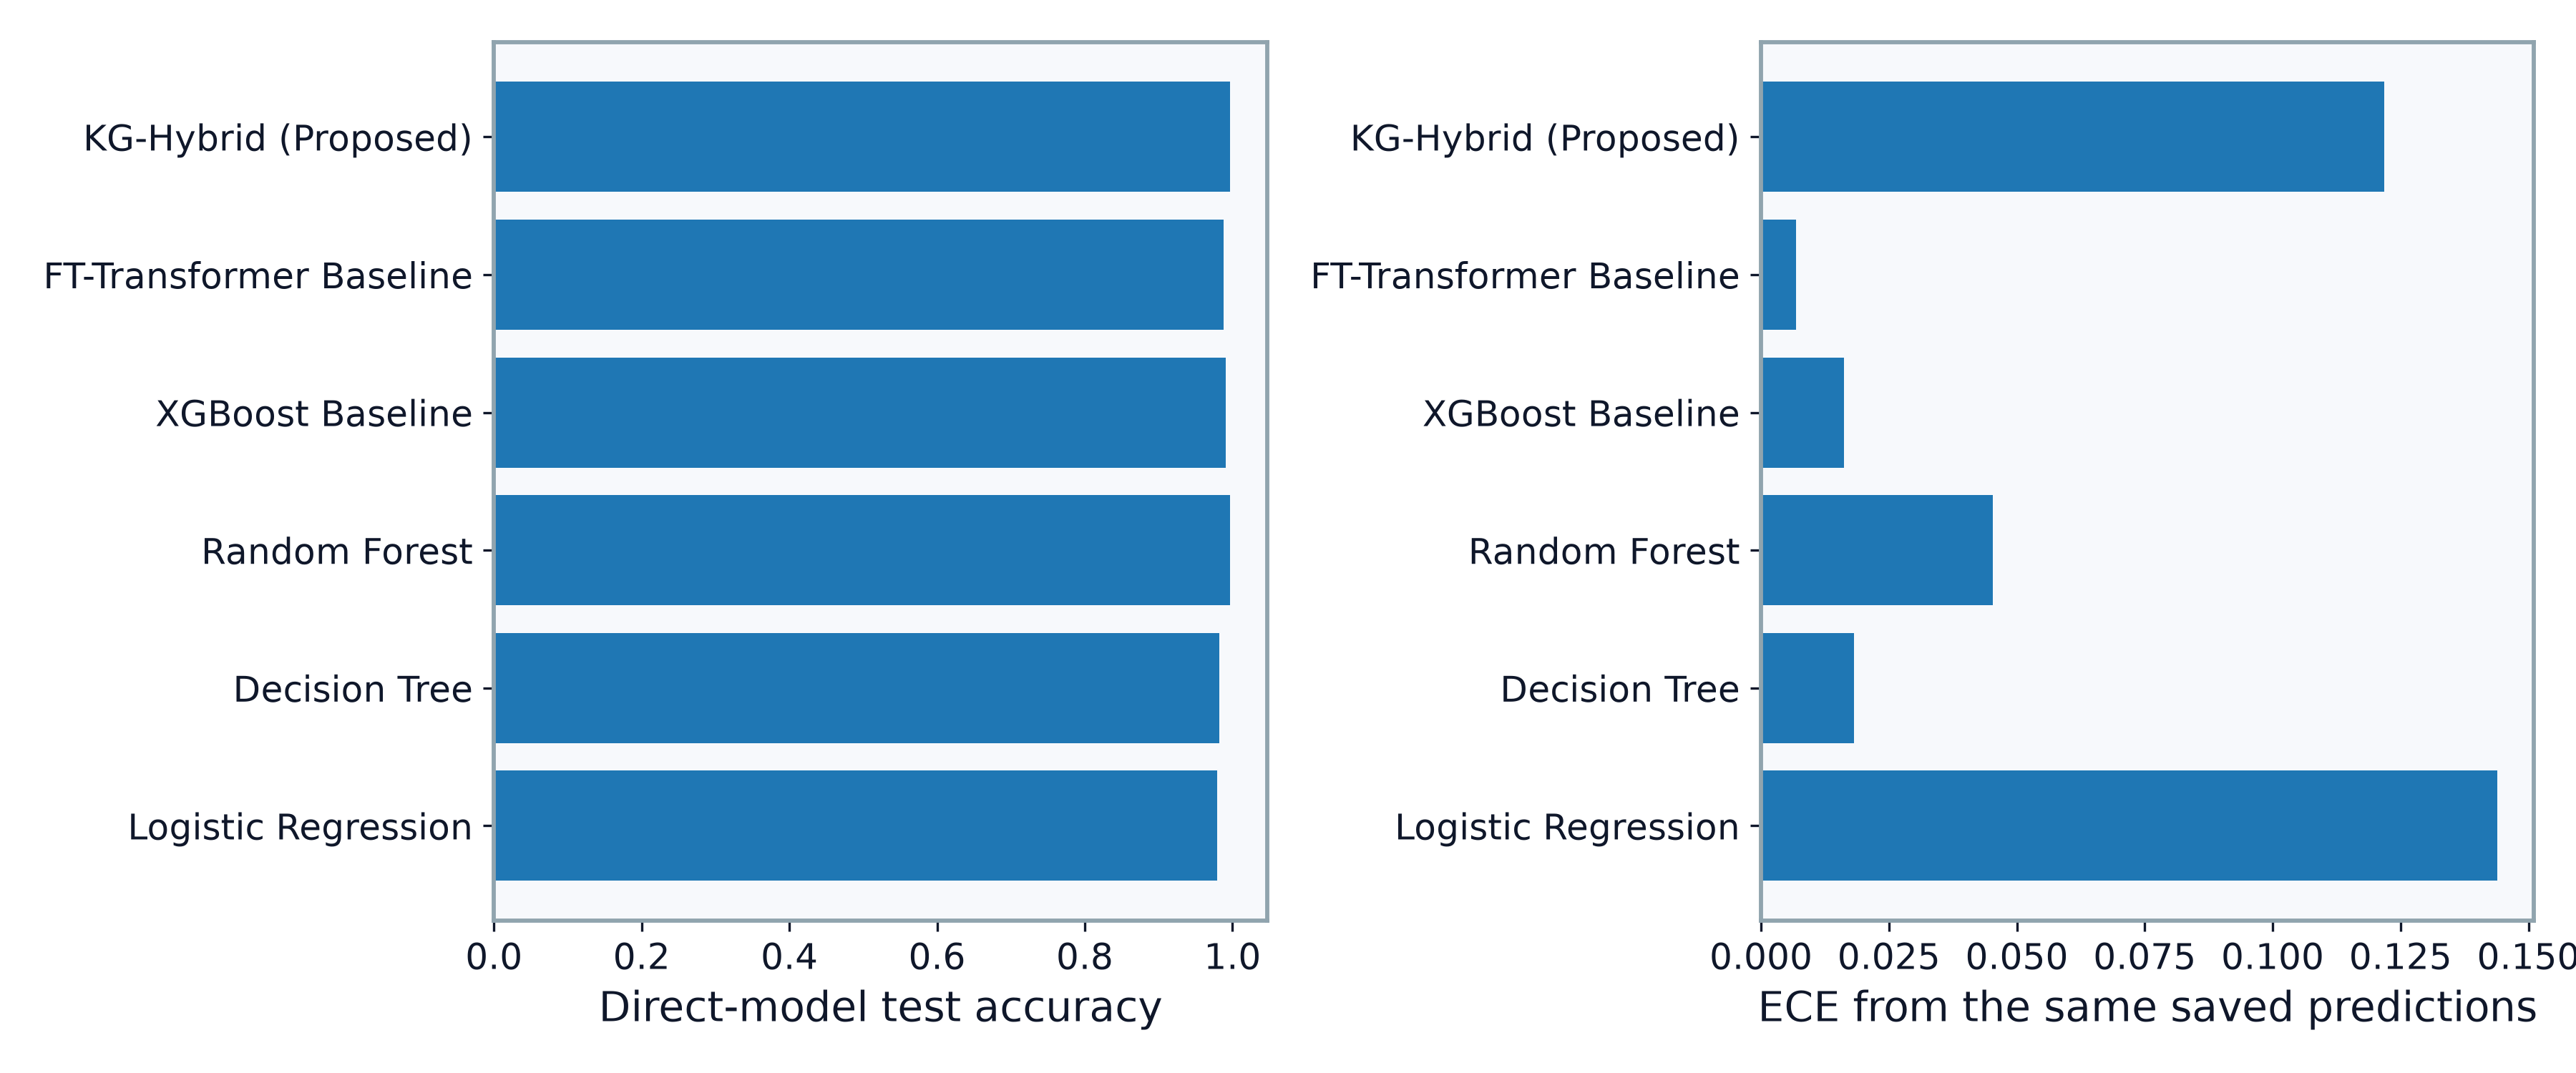 KG-Hybrid (Proposed)
FT-Transformer Baseline
XGBoost Baseline
Random Forest
Decision Tree
Logistic Regression
0.0 0.2 0.4 0.6 0.8 1.0
Direct-model test accuracy
KG-Hybrid (Proposed)
FT-Transformer Baseline
XGBoost Baseline
Random Forest
Decision Tree
Logistic Regression
0.000 0.025 0.050 0.075 0.100 0.125 0.150
ECE from the same saved predictions